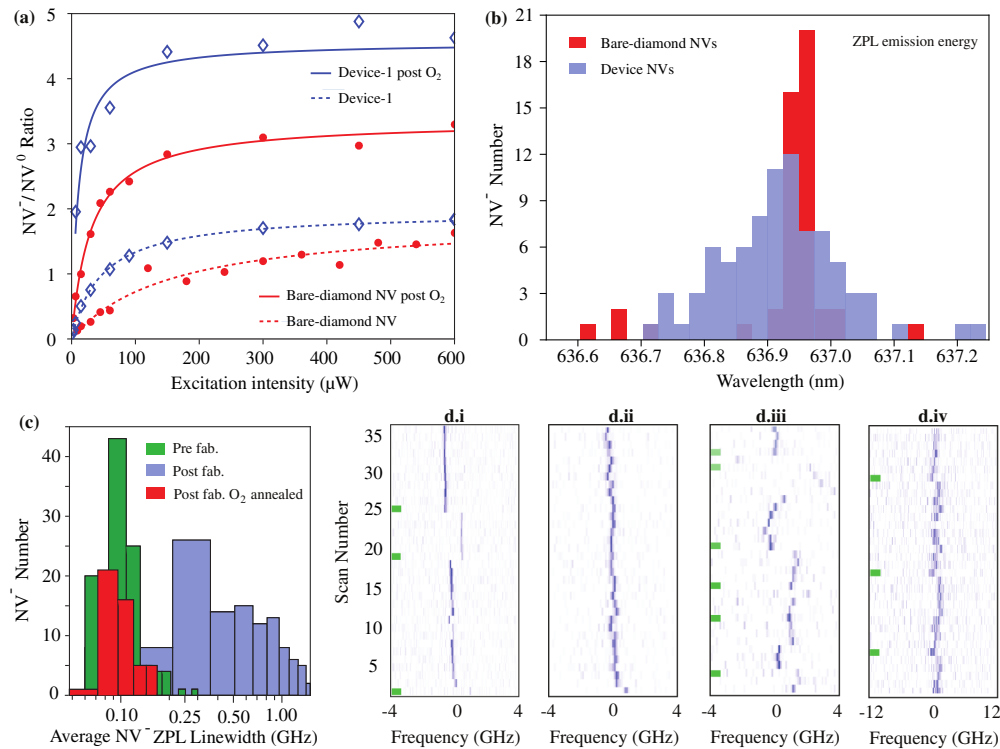 (a)
NV⁻/NV⁰ Ratio
5
4
3
2
1
0
Device-1 post O₂
Device-1
Bare-diamond NV post O₂
Bare-diamond NV
0 100 200 300 400 500 600
Excitation intensity (µW)
(b)
NV⁻ Number
21
18
15
12
9
6
3
0
Bare-diamond NVs
Device NVs
ZPL emission energy
636.6 636.7 636.8 636.9 637.0 637.1 637.2
Wavelength (nm)
(c)
NV⁻ Number
40
30
20
10
0
Pre fab.
Post fab.
Post fab. O₂ annealed
0.10 0.25 0.50 1.00
Average NV⁻ZPL Linewidth (GHz)
d.i d.ii d.iii d.iv
Scan Number
35
30
25
20
15
10
5
-4 0 4
-4 0 4
-4 0 4
-12 0 12
Frequency (GHz) Frequency (GHz) Frequency (GHz) Frequency (GHz)